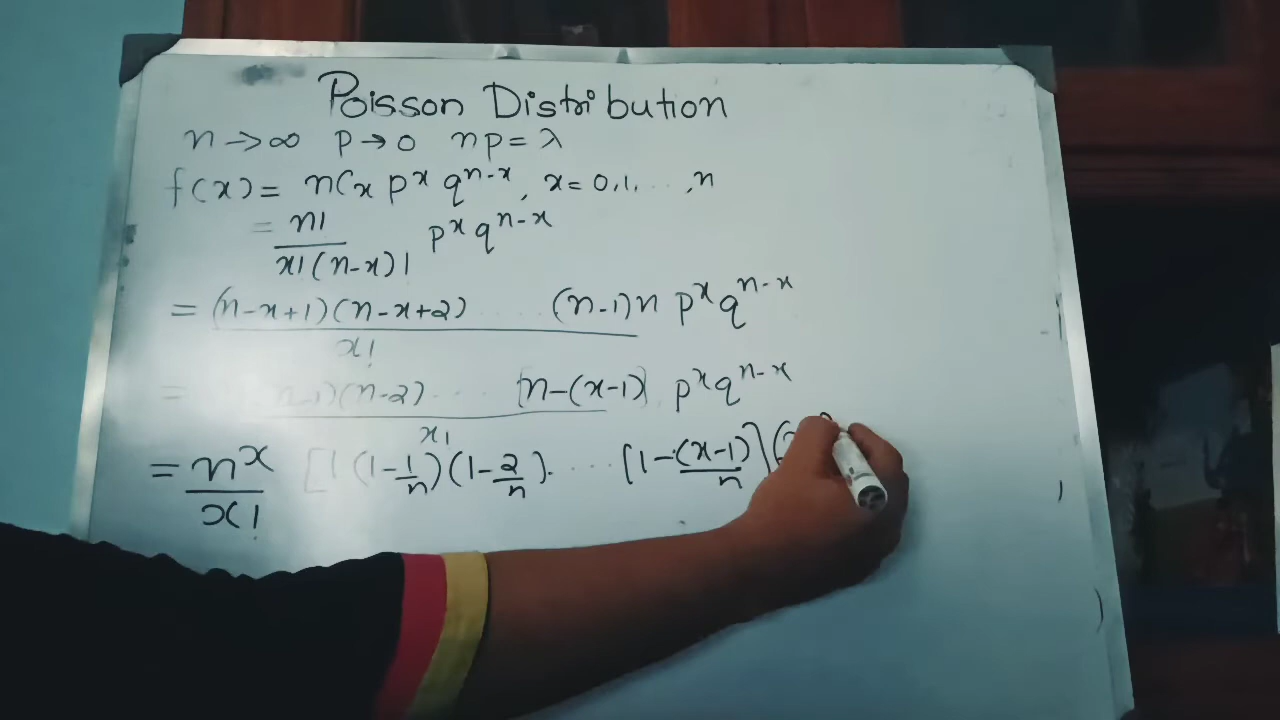 Poisson Distribution
n → ∞ p → 0 np = λ
f(x) = nCx p^x q^{n-x}, x = 0,1, ... ,n
= n! / x!(n-x)! p^x q^{n-x}
= (n-x+1)(n-x+2) ... (n-1)n / x! p^x q^{n-x}
= (n-2) ... [n-(x-1)] / x! p^x q^{n-x}
= n^x / x! [1 (1-1/n)(1-2/n) ... [1-(x-1)/n]